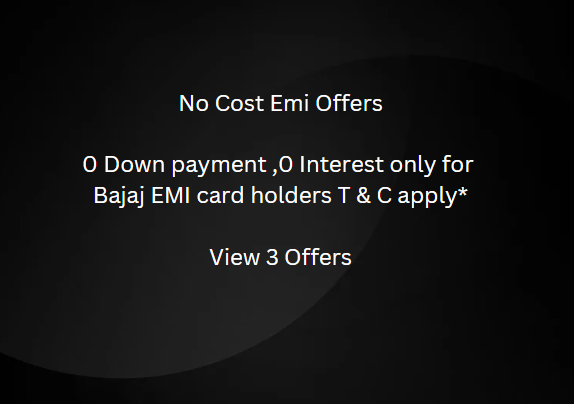 No Cost Emi Offers
0 Down payment ,0 Interest only for
Bajaj EMI card holders T & C apply*
View 3 Offers